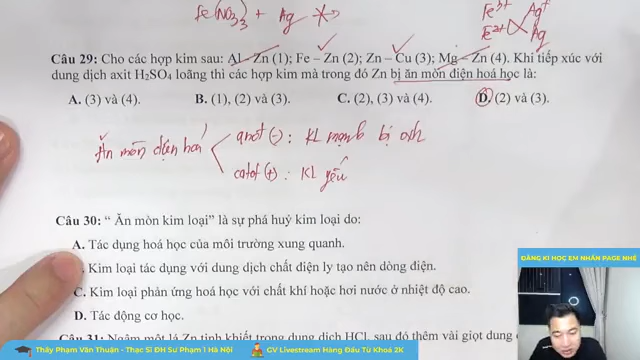 Fe(NO₃)₃ + Ag
Fe³⁺ Ag⁺
Fe²⁺ Ag
Câu 29: Cho các hợp kim sau: Al – Zn (1); Fe – Zn (2); Zn – Cu (3); Mg – Zn (4). Khi tiếp xúc với
dung dịch axit H₂SO₄ loãng thì các hợp kim mà trong đó Zn bị ăn mòn điện hoá học là:
A. (3) và (4). B. (1), (2) và (3). C. (2), (3) và (4). D. (2) và (3).
Ăn mòn điện hoá
anot (-): KL mạnh bị oxh
catot (+): KL yếu
Câu 30: “ Ăn mòn kim loại” là sự phá huỷ kim loại do:
A. Tác dụng hoá học của môi trường xung quanh.
Kim loại tác dụng với dung dịch chất điện ly tạo nên dòng điện.
C. Kim loại phản ứng hoá học với chất khí hoặc hơi nước ở nhiệt độ cao.
D. Tác động cơ học.
Câu 31: Ngâm một lá Zn tinh khiết trong dung dịch HCl, sau đó thêm vài giọt dung
ĐĂNG KÍ HỌC EM NHẮN PAGE NHÉ
Thầy Phạm Văn Thuận - Thạc Sĩ ĐH Sư Phạm 1 Hà Nội
GV Livestream Hàng Đầu Từ Khoá 2K